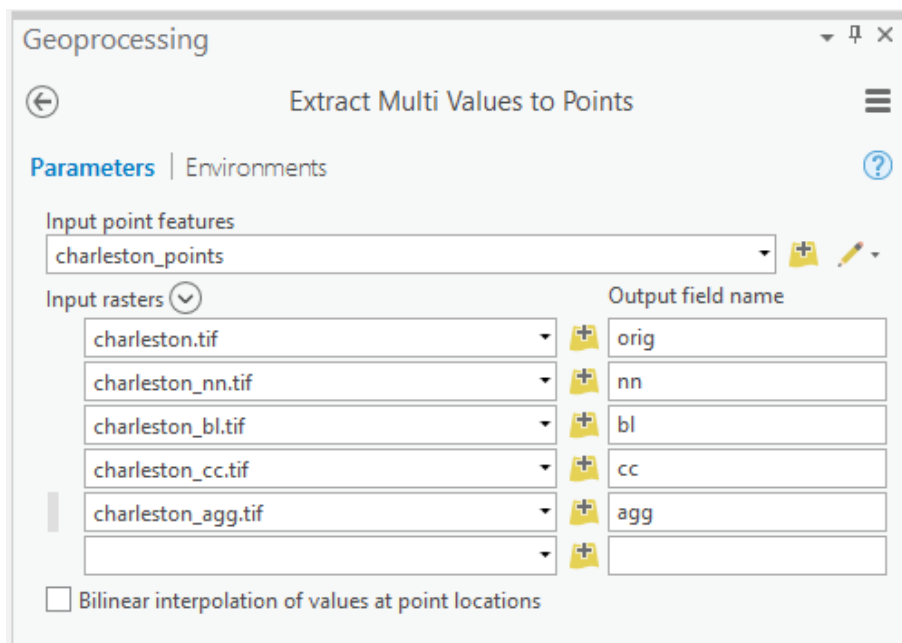 Geoprocessing
Extract Multi Values to Points
Parameters | Environments
?
Input point features
charleston_points
Input rasters Output field name
charleston.tif orig
charleston_nn.tif nn
charleston_bl.tif bl
charleston_cc.tif cc
charleston_agg.tif agg
Bilinear interpolation of values at point locations